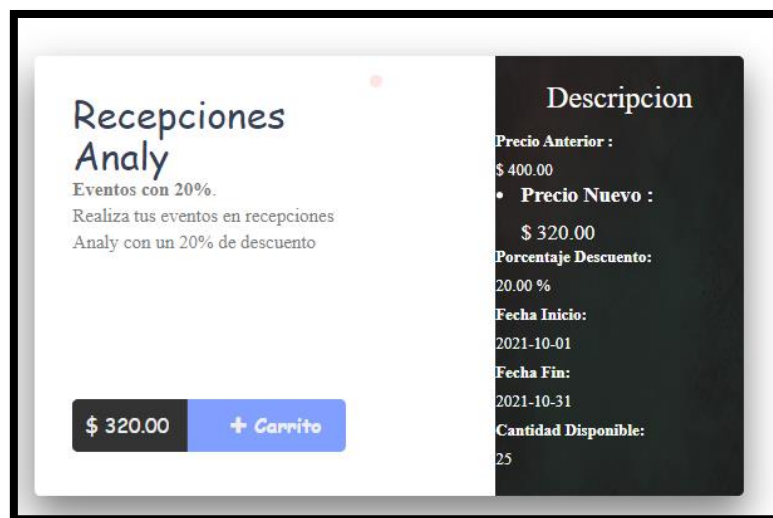 Recepciones
Analy
Eventos con 20%.
Realiza tus eventos en recepciones
Analy con un 20% de descuento
$ 320.00
+ Carrito
Descripcion
Precio Anterior :
$ 400.00
• Precio Nuevo :
$ 320.00
Porcentaje Descuento:
20.00 %
Fecha Inicio:
2021-10-01
Fecha Fin:
2021-10-31
Cantidad Disponible:
25